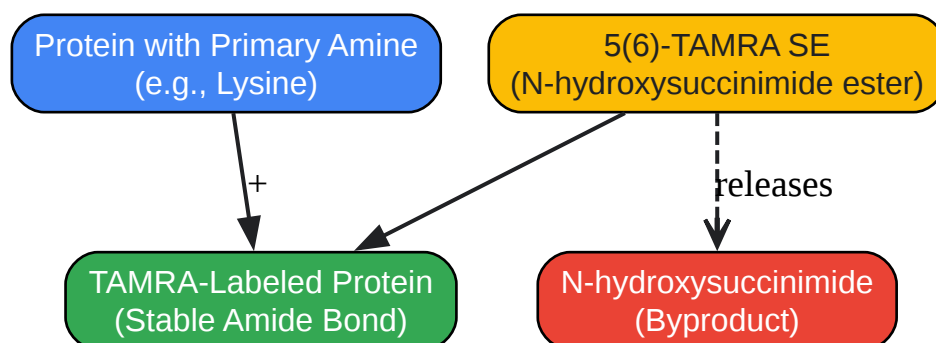 Protein with Primary Amine
(e.g., Lysine)
5(6)-TAMRA SE
(N-hydroxysuccinimide ester)
+
releases
TAMRA-Labeled Protein
(Stable Amide Bond)
N-hydroxysuccinimide
(Byproduct)